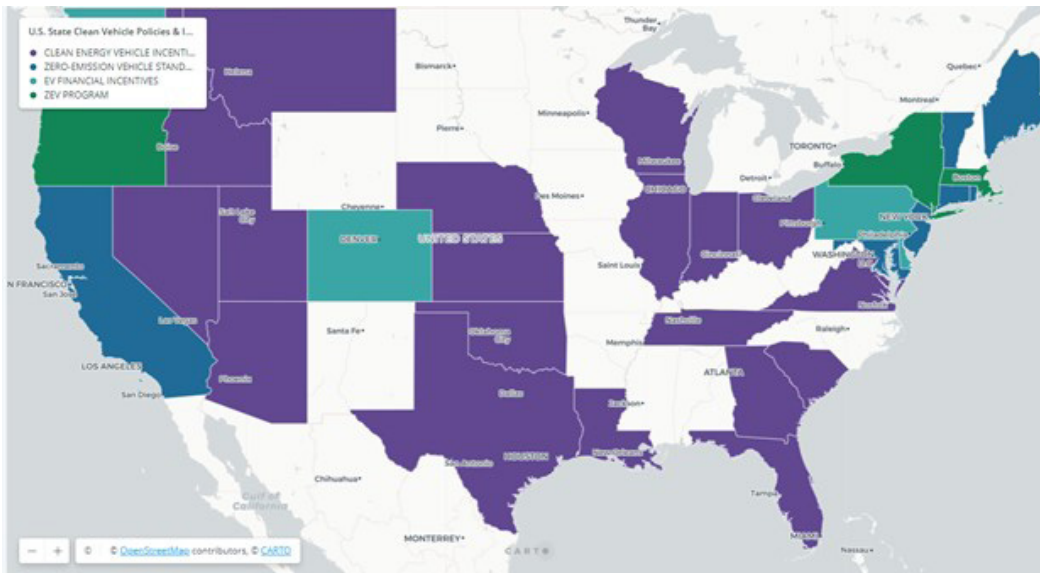 U.S. State Clean Vehicle Policies & I...
CLEAN ENERGY VEHICLE INCENTI...
ZERO-EMISSION VEHICLE STAND...
EV FINANCIAL INCENTIVES
ZEV PROGRAM
Thunder
Bay
Quebec
Helena
Bismarck
Montreal
Minneapolis
Pierre
TORONTO
Boise
Buffalo
Boston
Milwaukee
Detroit
CHICAGO
Cleveland
Des Moines
Cheyenne
Salt Lake
City
Pittsburgh
NEW YORK
DENVER
UNITED STATES
Philadelphia
WASHINGTON
Cincinnati
Sacramento
Saint Louis
N FRANCISCO
San Jose
Norfolk
Las Vegas
Nashville
Santa Fe
Oklahoma
City
Raleigh
Memphis
LOS ANGELES
ATLANTA
Phoenix
San Diego
Dallas
Jackson
New Orleans
HOUSTON
San Antonio
Chihuahua
Tampa
Gulf of
California
MONTERREY
MIAMI
Nassau
CARTO
− + © © OpenStreetMap contributors, © CARTO